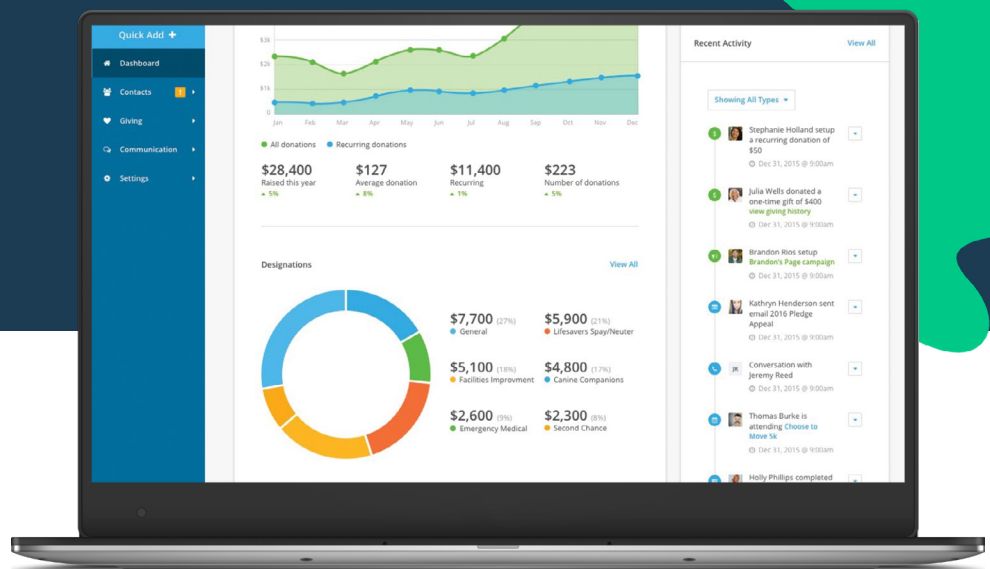 Quick Add +
Dashboard
Contacts
Giving
Communication
Settings
$3k
$2k
$1k
0
Jan Feb Mar Apr May Jun Jul Aug Sep Oct Nov Dec
All donations Recurring donations
$28,400 $127 $11,400 $223
Raised this year Average donation Recurring Number of donations
5% 8% 1% 5%
Designations View All
$7,700 (27%) $5,900 (21%)
General Lifesavers Spay/Neuter
$5,100 (18%) $4,800 (17%)
Facilities Improvment Canine Companions
$2,600 (9%) $2,300 (8%)
Emergency Medical Second Chance
Recent Activity View All
Showing All Types
Stephanie Holland setup
a recurring donation of
$50
Dec 31, 2015 @ 9:00am
Julia Wells donated a
one-time gift of $400
view giving history
Dec 31, 2015 @ 9:00am
Brandon Rios setup
Brandon's Page campaign
Dec 31, 2015 @ 9:00am
Kathryn Henderson sent
email 2016 Pledge
Appeal
Dec 31, 2015 @ 9:00am
JR
Conversation with
Jeremy Reed
Dec 31, 2015 @ 9:00am
Thomas Burke is
attending Choose to
Move 5k
Dec 31, 2015 @ 9:00am
Holly Phillips completed